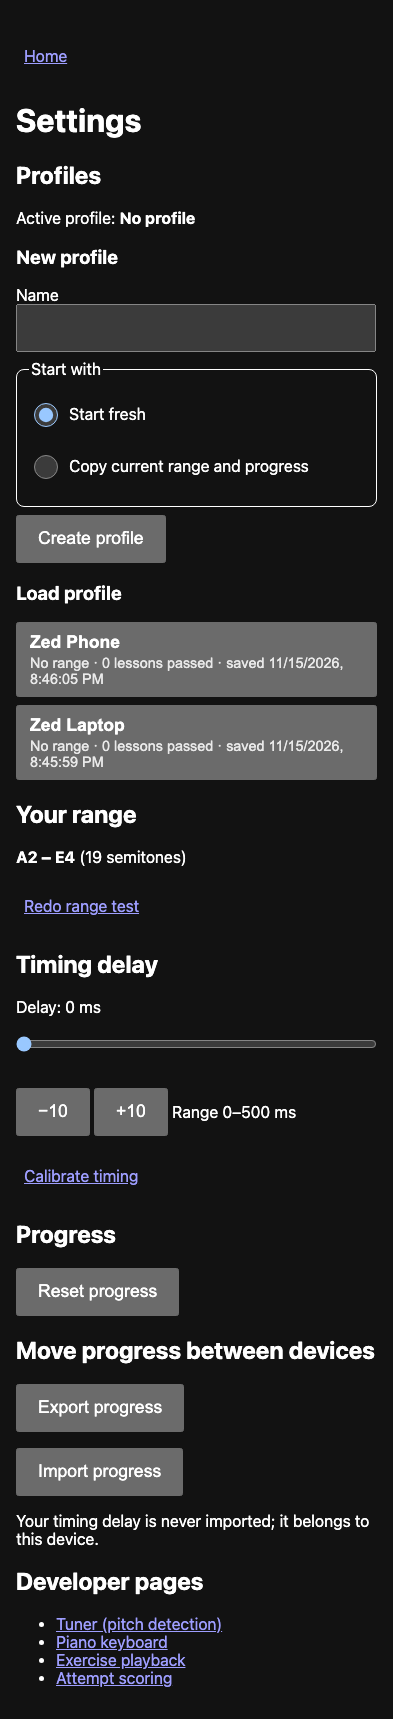 Home
Settings
Profiles
Active profile: No profile
New profile
Name
Start with
Start fresh
Copy current range and progress
Create profile
Load profile
Zed Phone
No range · 0 lessons passed · saved 11/15/2026,
8:46:05 PM
Zed Laptop
No range · 0 lessons passed · saved 11/15/2026,
8:45:59 PM
Your range
A2 – E4 (19 semitones)
Redo range test
Timing delay
Delay: 0 ms
−10 +10 Range 0–500 ms
Calibrate timing
Progress
Reset progress
Move progress between devices
Export progress
Import progress
Your timing delay is never imported; it belongs to
this device.
Developer pages
• Tuner (pitch detection)
• Piano keyboard
• Exercise playback
• Attempt scoring